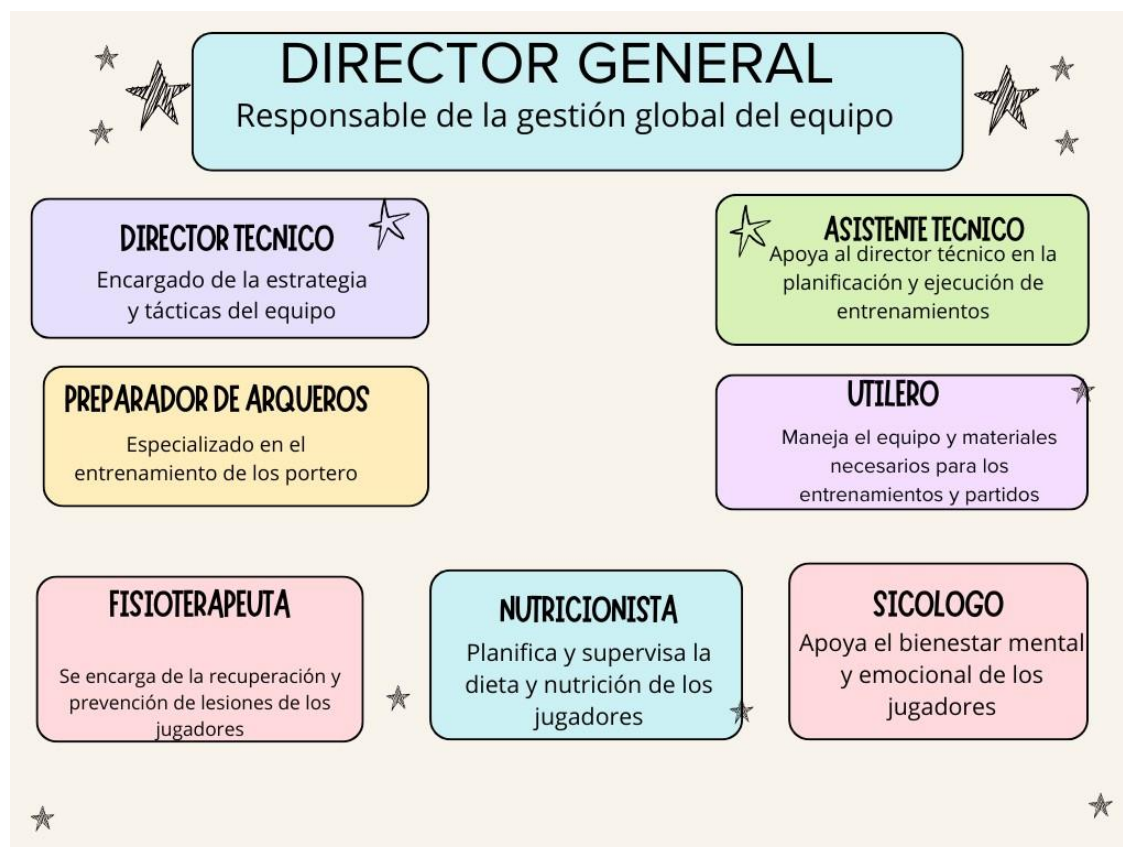 DIRECTOR GENERAL
Responsable de la gestión global del equipo
DIRECTOR TECNICO
Encargado de la estrategia
y tácticas del equipo
ASISTENTE TECNICO
Apoya al director técnico en la
planificación y ejecución de
entrenamientos
PREPARADOR DE ARQUEROS
Especializado en el
entrenamiento de los portero
UTILERO
Maneja el equipo y materiales
necesarios para los
entrenamientos y partidos
FISIOTERAPEUTA
Se encarga de la recuperación y
prevención de lesiones de los
jugadores
NUTRICIONISTA
Planifica y supervisa la
dieta y nutrición de los
jugadores
SICOLOGO
Apoya el bienestar mental
y emocional de los
jugadores